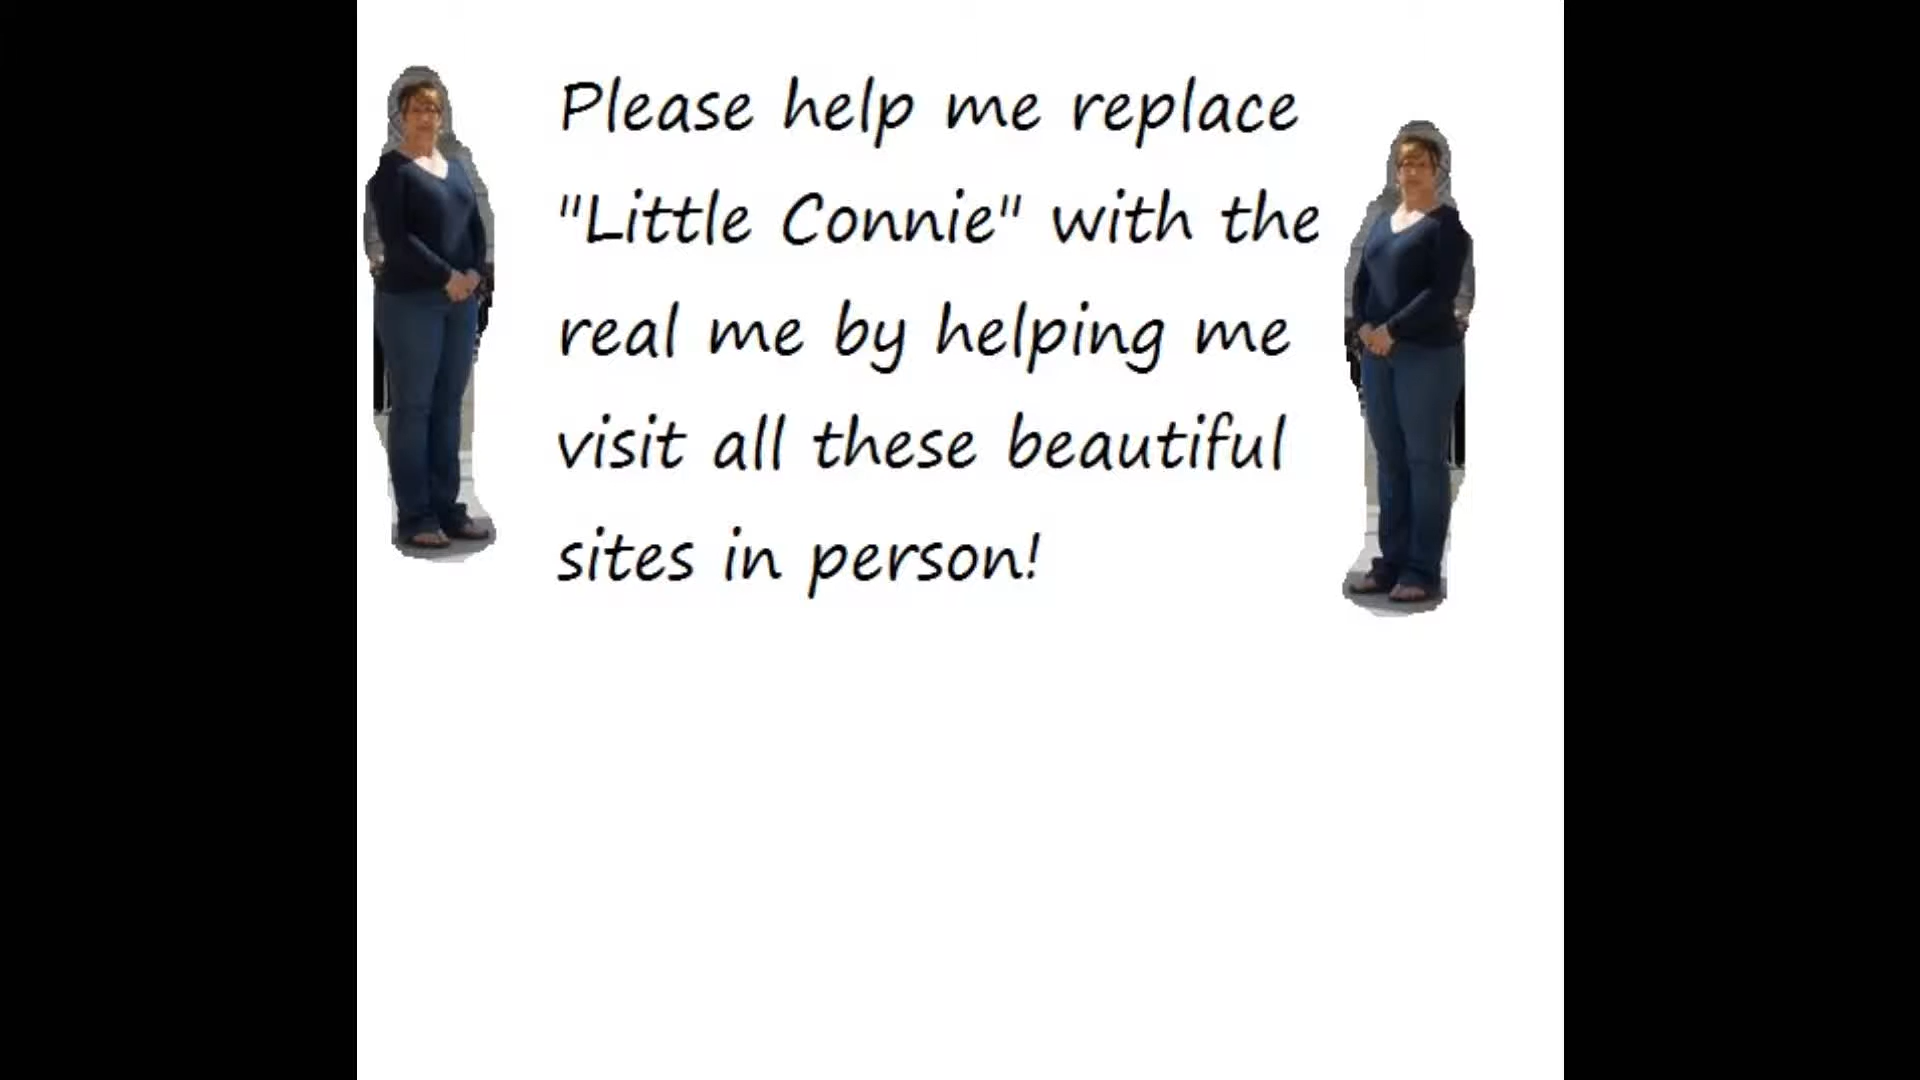 Please help me replace
"Little Connie" with the
real me by helping me
visit all these beautiful
sites in person!